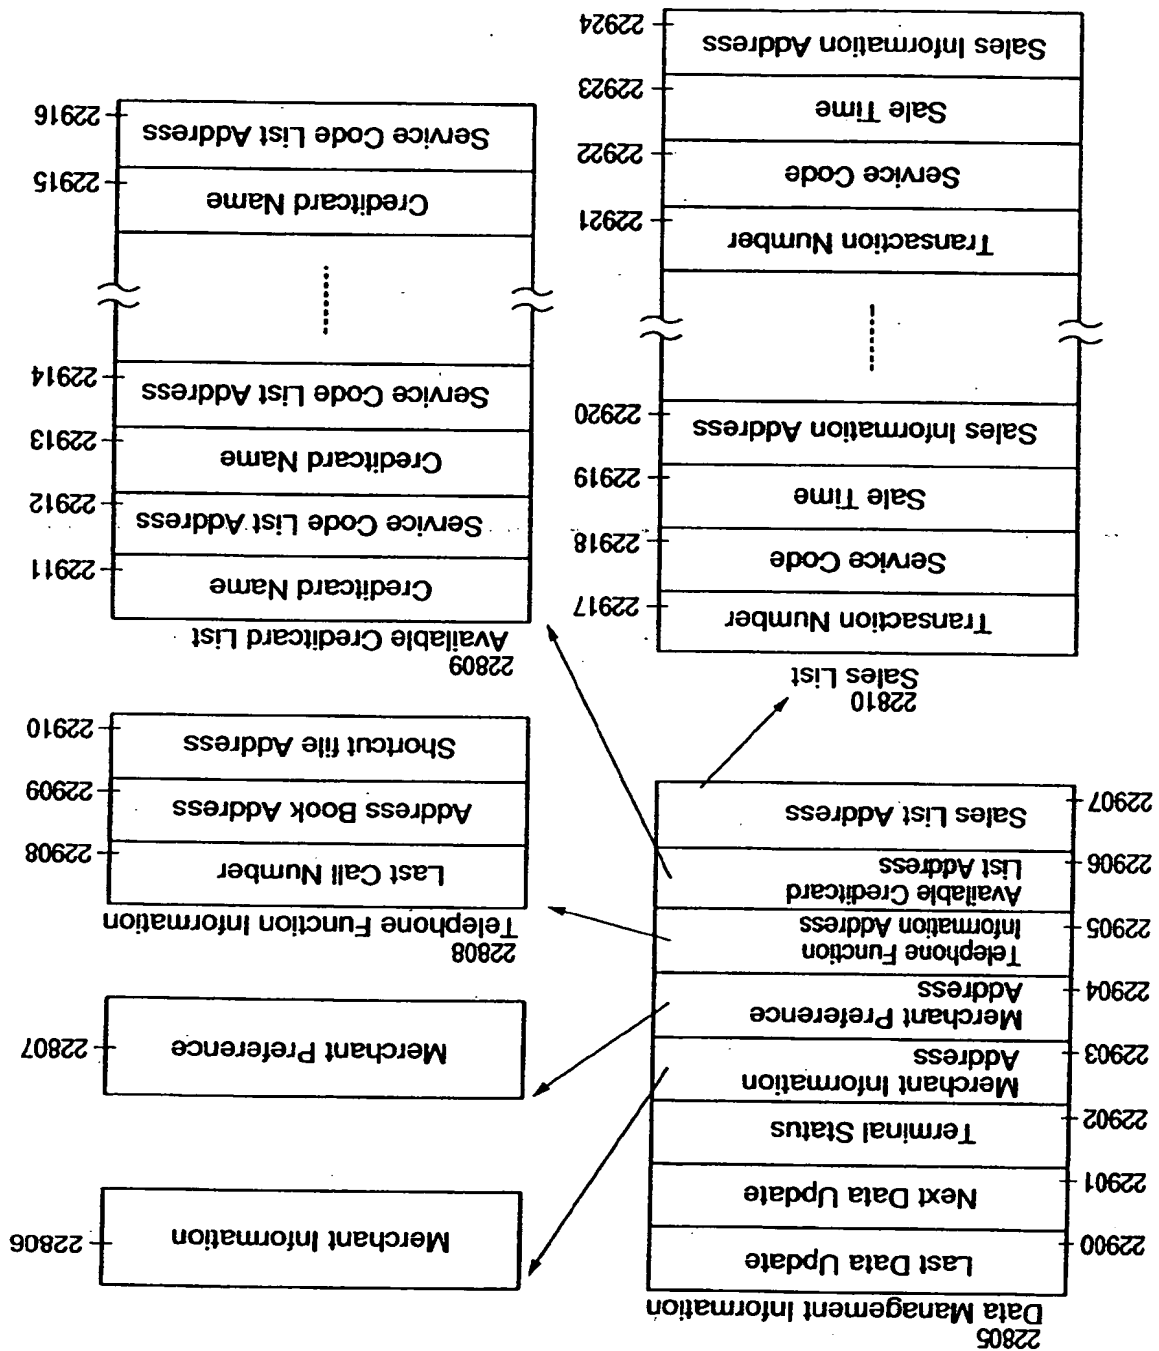 22805
Data Management Information
22900
Last Data Update
22901
Next Data Update
22902
Terminal Status
22903
Merchant Information
Address
22904
Merchant Preference
Address
22905
Telephone Function
Information Address
22906
Available Creditcard
List Address
22907
Sales List Address
Merchant Information
22806
Merchant Preference
22807
22808
Telephone Function Information
Last Call Number
22908
Address Book Address
22909
Shortcut file Address
22910
22809
Available Creditcard List
Creditcard Name
22911
Service Code List Address
22912
Creditcard Name
22913
Service Code List Address
22914
Creditcard Name
22915
Service Code List Address
22916
22810
Sales List
Transaction Number
22917
Service Code
22918
Sale Time
22919
Sales Information Address
22920
Transaction Number
22921
Service Code
22922
Sale Time
22923
Sales Information Address
22924